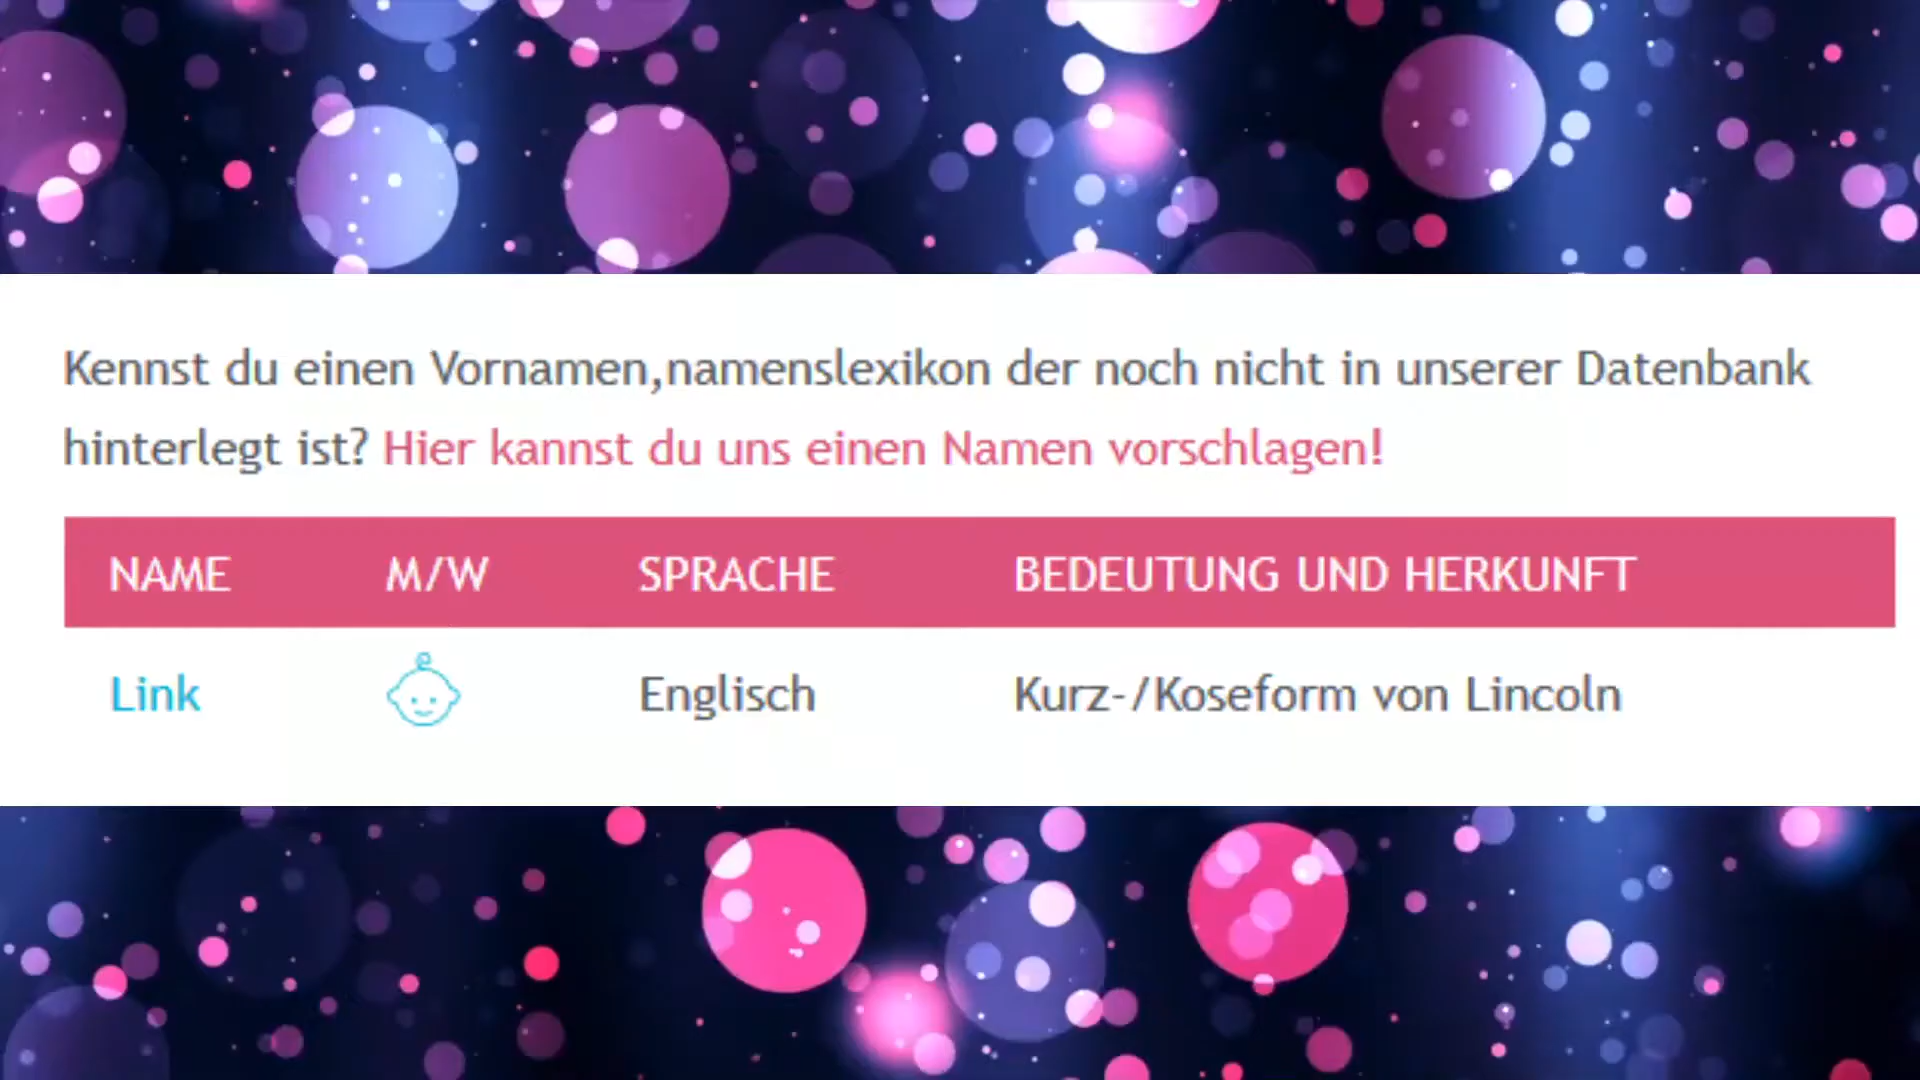 Kennst du einen Vornamen,namenslexikon der noch nicht in unserer Datenbank
hinterlegt ist? Hier kannst du uns einen Namen vorschlagen!
NAME M/W SPRACHE BEDEUTUNG UND HERKUNFT
Link Englisch Kurz-/Koseform von Lincoln